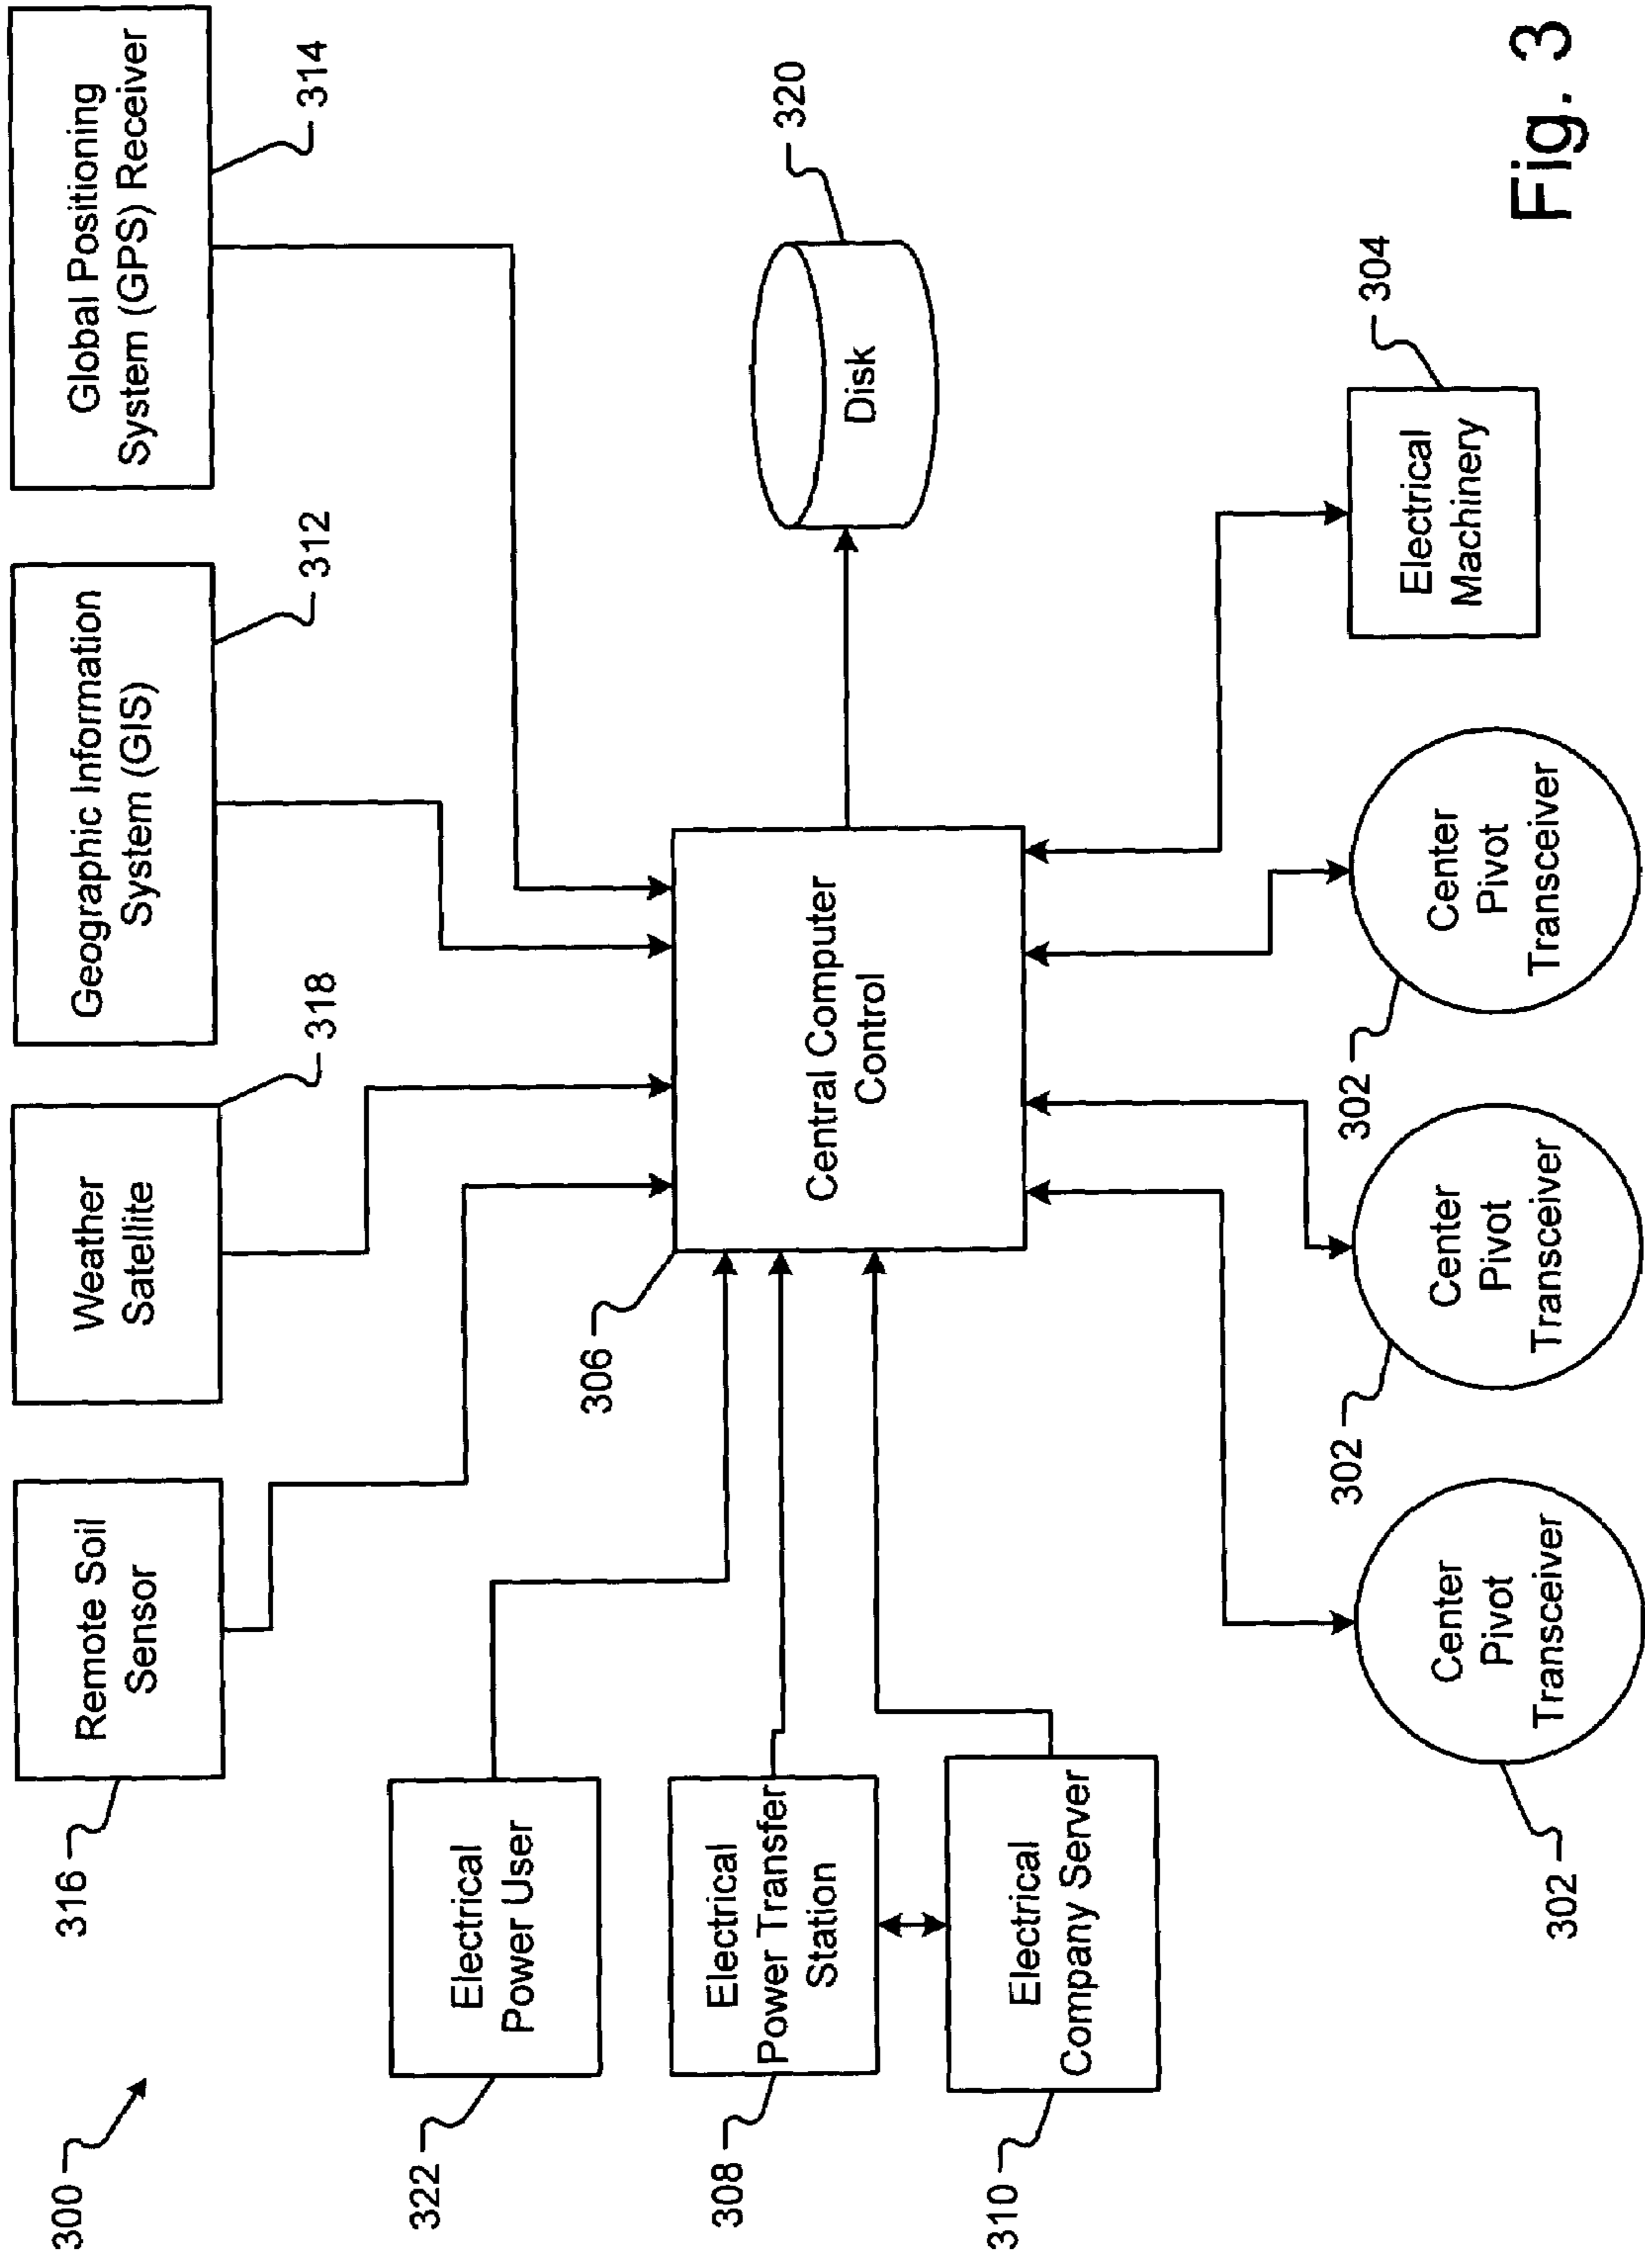 300
316
Remote Soil
Sensor
Weather
Satellite
318
Geographic Information
System (GIS)
312
Global Positioning
System (GPS) Receiver
314
322
Electrical
Power User
308
Electrical
Power Transfer
Station
310
Electrical
Company Server
306
Central Computer
Control
Disk
320
302
Center
Pivot
Transceiver
302
Center
Pivot
Transceiver
302
Center
Pivot
Transceiver
Electrical
Machinery
304
Fig. 3